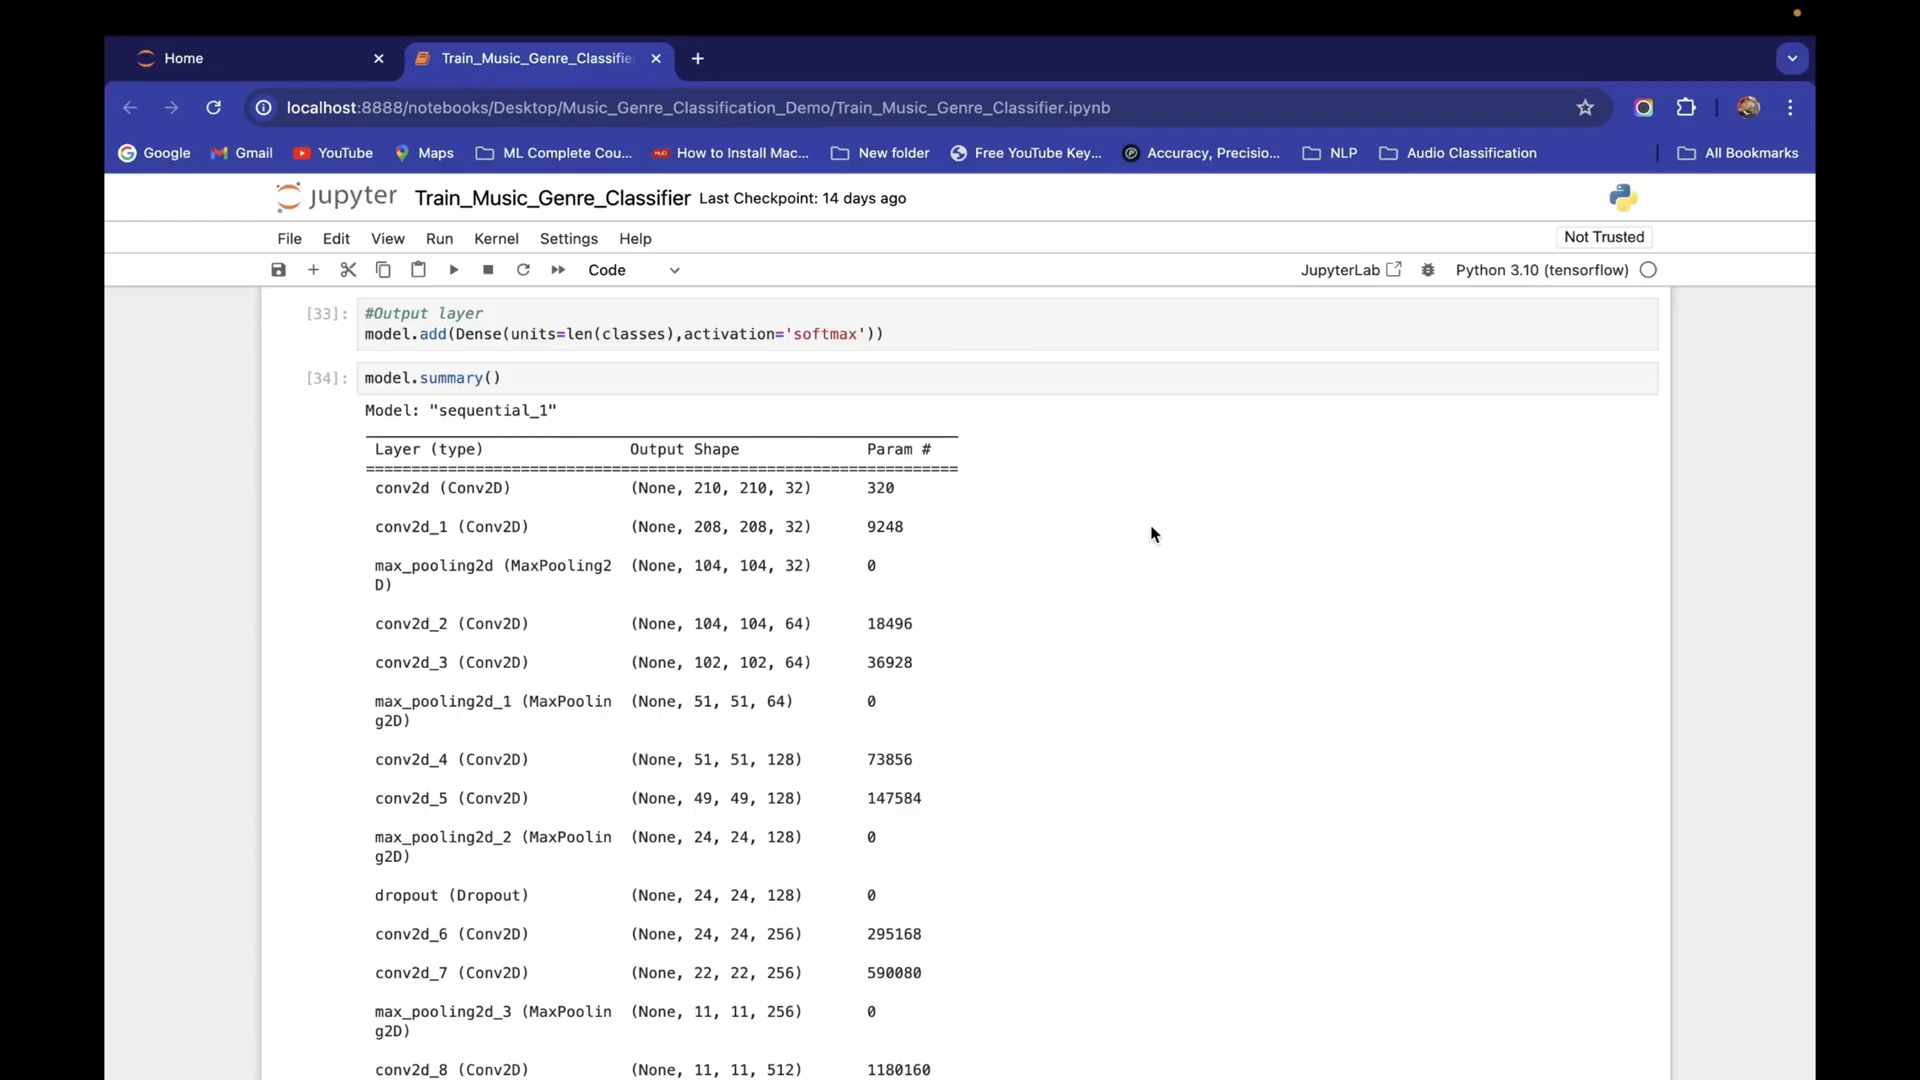 Home
Train_Music_Genre_Classifie
localhost:8888/notebooks/Desktop/Music_Genre_Classification_Demo/Train_Music_Genre_Classifier.ipynb
Google Gmail YouTube Maps ML Complete Cou... How to Install Mac... New folder Free YouTube Key... Accuracy, Precisio... NLP Audio Classification All Bookmarks
jupyter Train_Music_Genre_Classifier Last Checkpoint: 14 days ago
File Edit View Run Kernel Settings Help Not Trusted
Code JupyterLab Python 3.10 (tensorflow)
[33]: #Output layer
model.add(Dense(units=len(classes),activation='softmax'))
[34]: model.summary()
Model: "sequential_1"
Layer (type) Output Shape Param #
=================================================================
conv2d (Conv2D) (None, 210, 210, 32) 320
conv2d_1 (Conv2D) (None, 208, 208, 32) 9248
max_pooling2d (MaxPooling2 (None, 104, 104, 32) 0
D)
conv2d_2 (Conv2D) (None, 104, 104, 64) 18496
conv2d_3 (Conv2D) (None, 102, 102, 64) 36928
max_pooling2d_1 (MaxPoolin (None, 51, 51, 64) 0
g2D)
conv2d_4 (Conv2D) (None, 51, 51, 128) 73856
conv2d_5 (Conv2D) (None, 49, 49, 128) 147584
max_pooling2d_2 (MaxPoolin (None, 24, 24, 128) 0
g2D)
dropout (Dropout) (None, 24, 24, 128) 0
conv2d_6 (Conv2D) (None, 24, 24, 256) 295168
conv2d_7 (Conv2D) (None, 22, 22, 256) 590080
max_pooling2d_3 (MaxPoolin (None, 11, 11, 256) 0
g2D)
conv2d_8 (Conv2D) (None, 11, 11, 512) 1180160